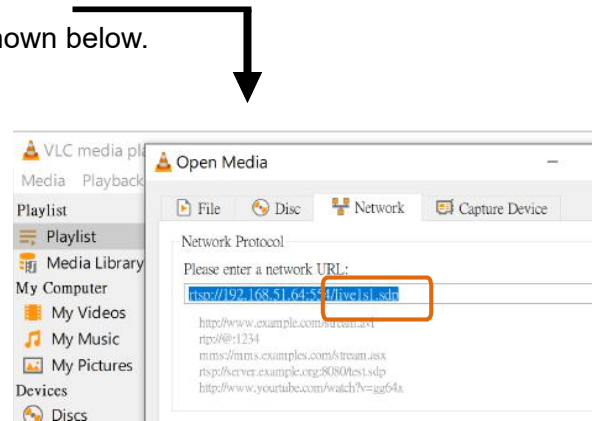 hown below.
VLC media pla
Open Media
Media Playback
File Disc Network Capture Device
Playlist
Playlist
Media Library
My Computer
My Videos
My Music
My Pictures
Devices
Discs
Network Protocol
Please enter a network URL:
rtsp://192.168.51.64:554/live1s1.sdp
http://www.example.com/stream.avi
rtp://@:1234
mms://mms.examples.com/stream.asx
rtsp://server.example.org:8080/test.sdp
http://www.yourtube.com/watch?v=gg64x